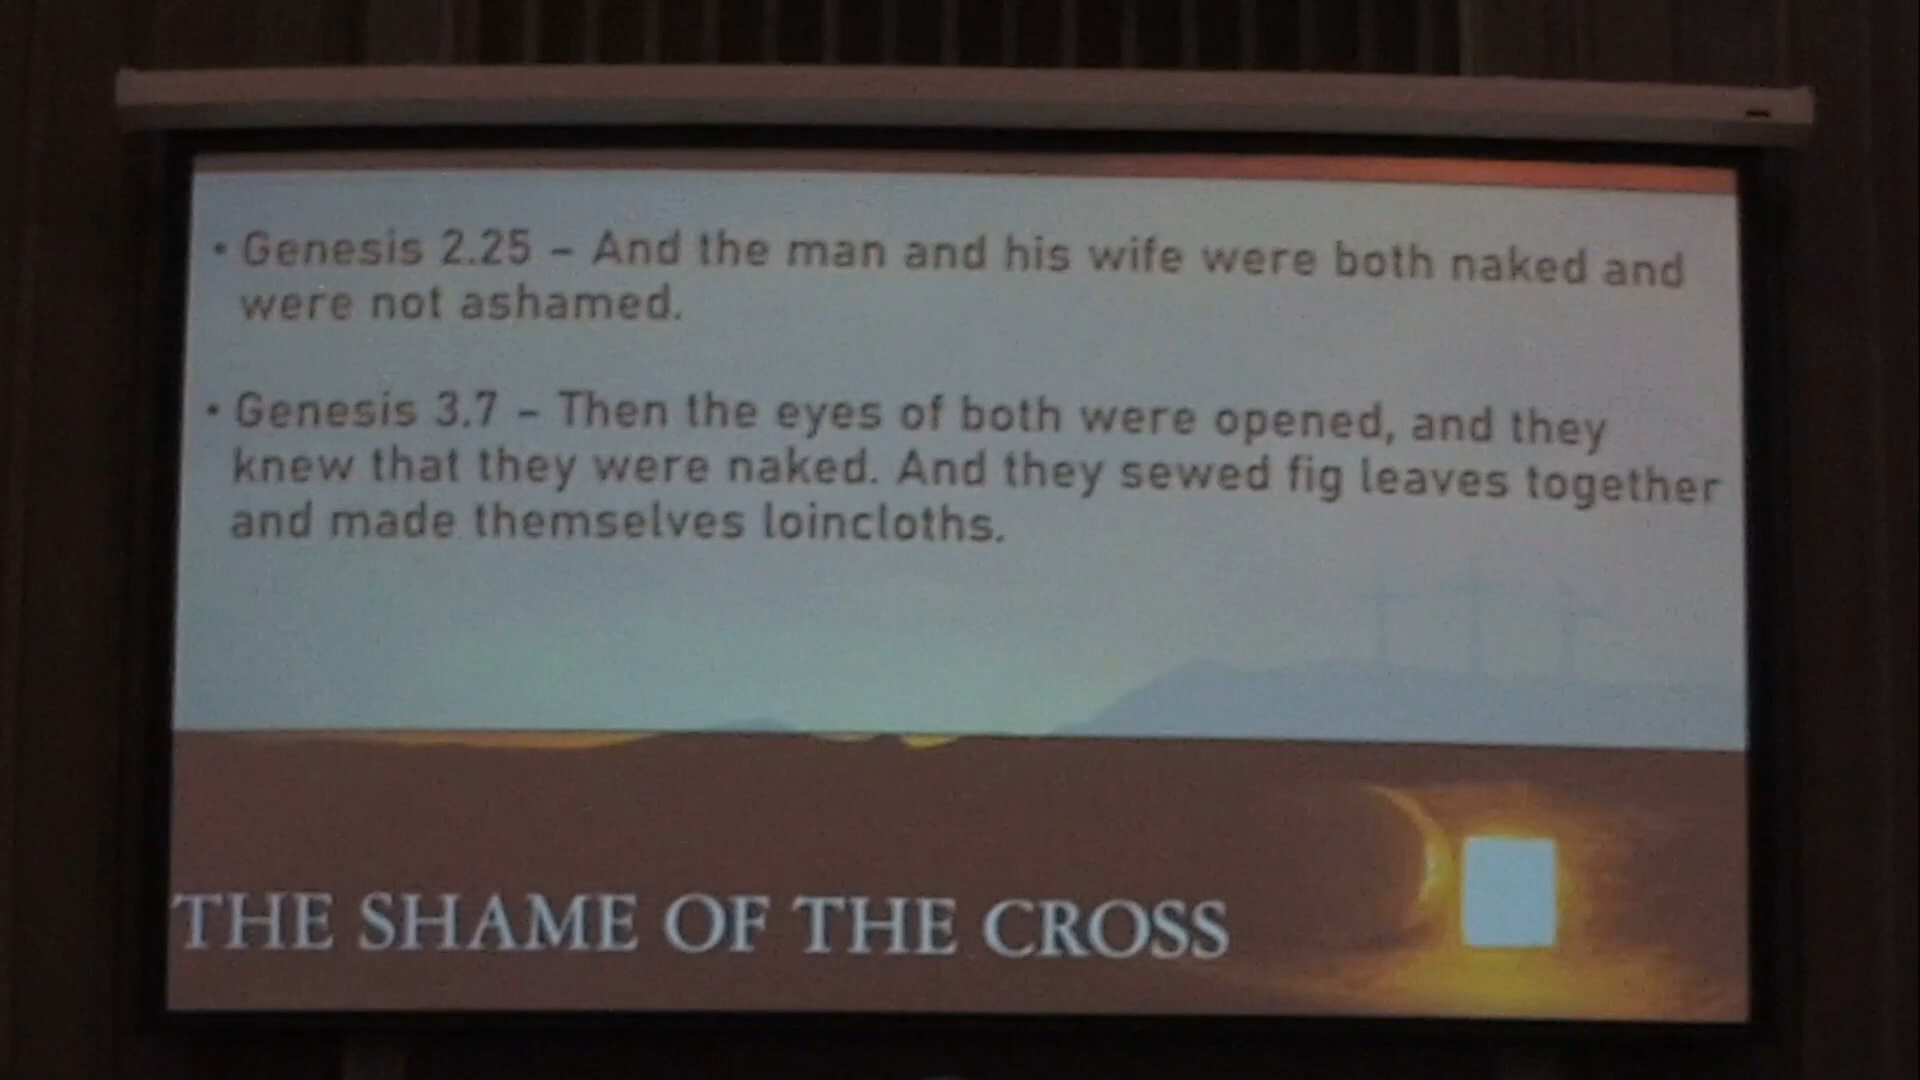 • Genesis 2.25 – And the man and his wife were both naked and
were not ashamed.
• Genesis 3.7 – Then the eyes of both were opened, and they
knew that they were naked. And they sewed fig leaves together
and made themselves loincloths.
THE SHAME OF THE CROSS